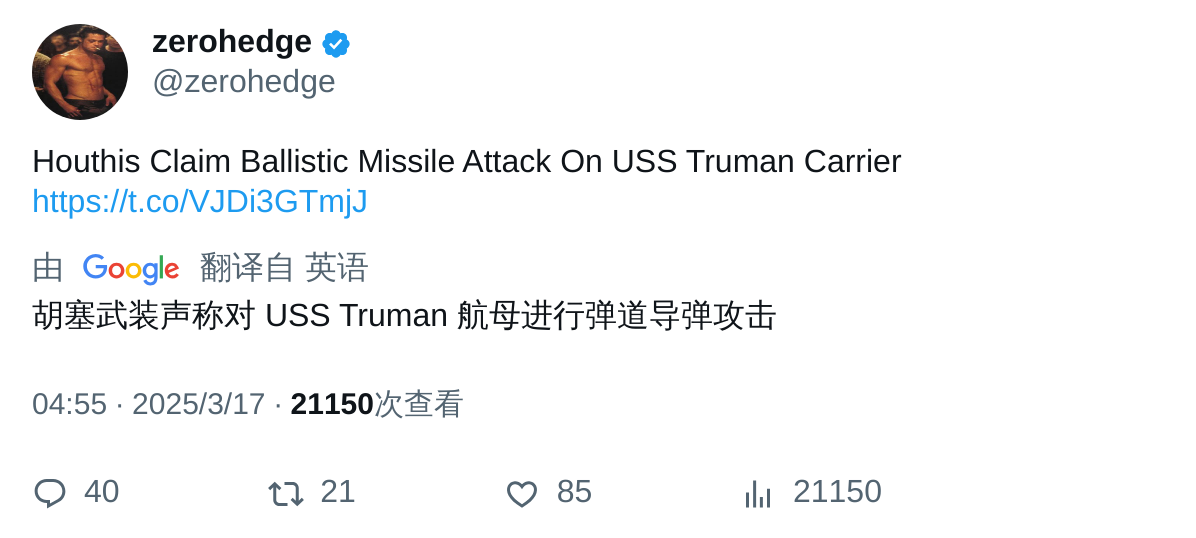 zerohedge
@zerohedge
Houthis Claim Ballistic Missile Attack On USS Truman Carrier
https://t.co/VJDi3GTmjJ
由 Google 翻译自 英语
胡塞武装声称对 USS Truman 航母进行弹道导弹攻击
04:55 · 2025/3/17 · 21150次查看
40 21 85 21150